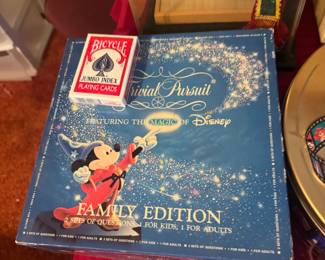 BICYCLE
JUMBO INDEX
PLAYING CARDS
Trivial Pursuit
FEATURING THE MAGIC OF Disney
FAMILY EDITION
2 SETS OF QUESTIONS: 1 FOR KIDS, 1 FOR ADULTS